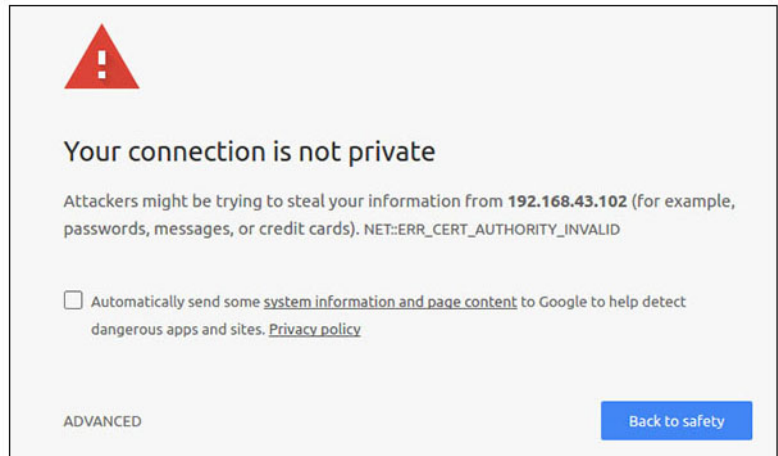 Your connection is not private
Attackers might be trying to steal your information from 192.168.43.102 (for example,
passwords, messages, or credit cards). NET::ERR_CERT_AUTHORITY_INVALID
Automatically send some system information and page content to Google to help detect
dangerous apps and sites. Privacy policy
ADVANCED
Back to safety